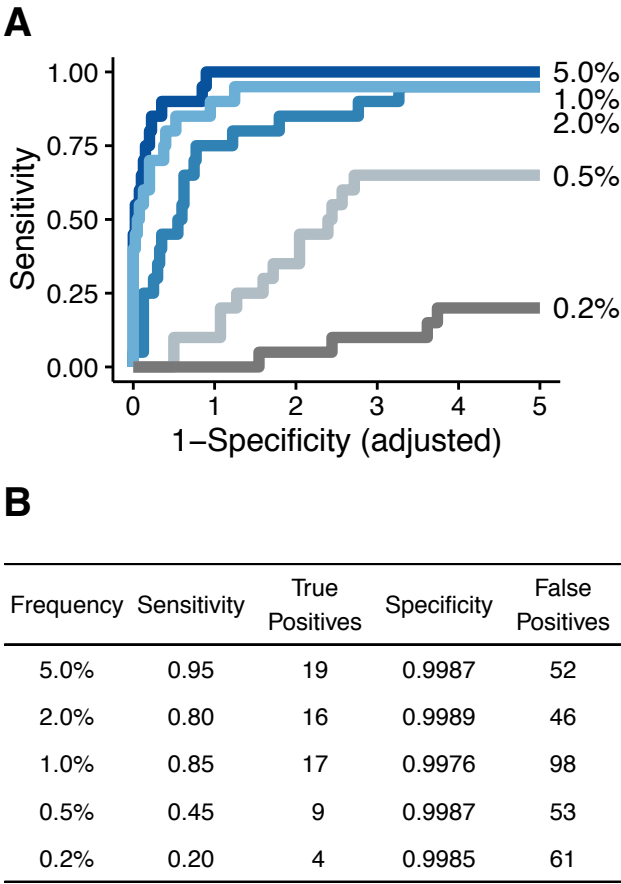 A
Sensitivity
1.00
0.75
0.50
0.25
0.00
5.0%
1.0%
2.0%
0.5%
0.2%
0 1 2 3 4 5
1−Specificity (adjusted)
B
Frequency Sensitivity True Positives Specificity False Positives
5.0% 0.95 19 0.9987 52
2.0% 0.80 16 0.9989 46
1.0% 0.85 17 0.9976 98
0.5% 0.45 9 0.9987 53
0.2% 0.20 4 0.9985 61